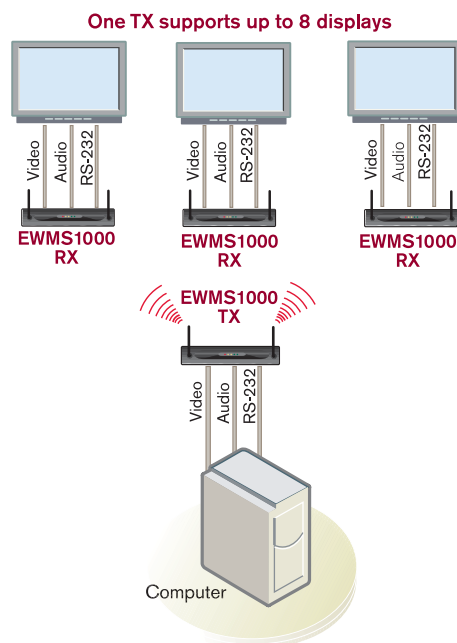 One TX supports up to 8 displays
Video
Audio
RS-232
Video
Audio
RS-232
Video
Audio
RS-232
EWMS1000
RX
EWMS1000
RX
EWMS1000
RX
EWMS1000
TX
Video
Audio
RS-232
Computer